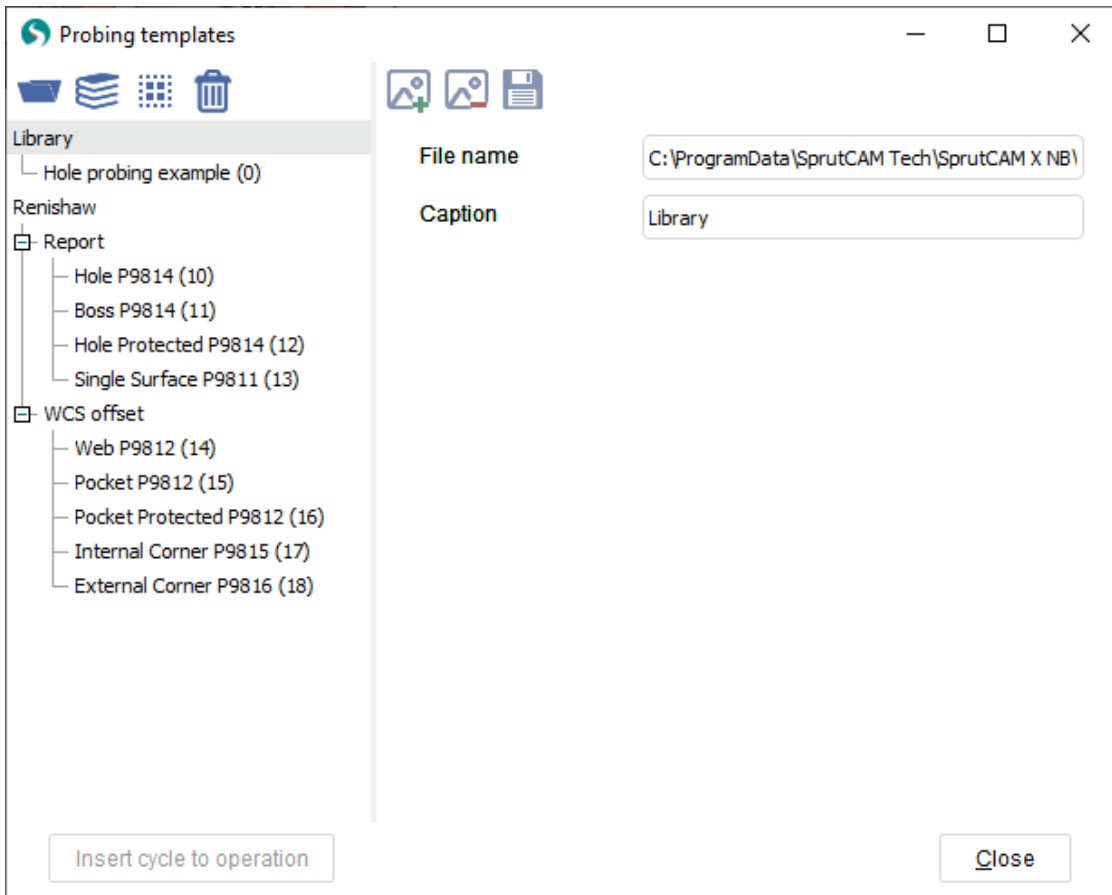 Probing templates
Library
Hole probing example (0)
Renishaw
Report
Hole P9814 (10)
Boss P9814 (11)
Hole Protected P9814 (12)
Single Surface P9811 (13)
WCS offset
Web P9812 (14)
Pocket P9812 (15)
Pocket Protected P9812 (16)
Internal Corner P9815 (17)
External Corner P9816 (18)
File name
C:\ProgramData\SprutCAM Tech\SprutCAM X NB\
Caption
Library
Insert cycle to operation
Close